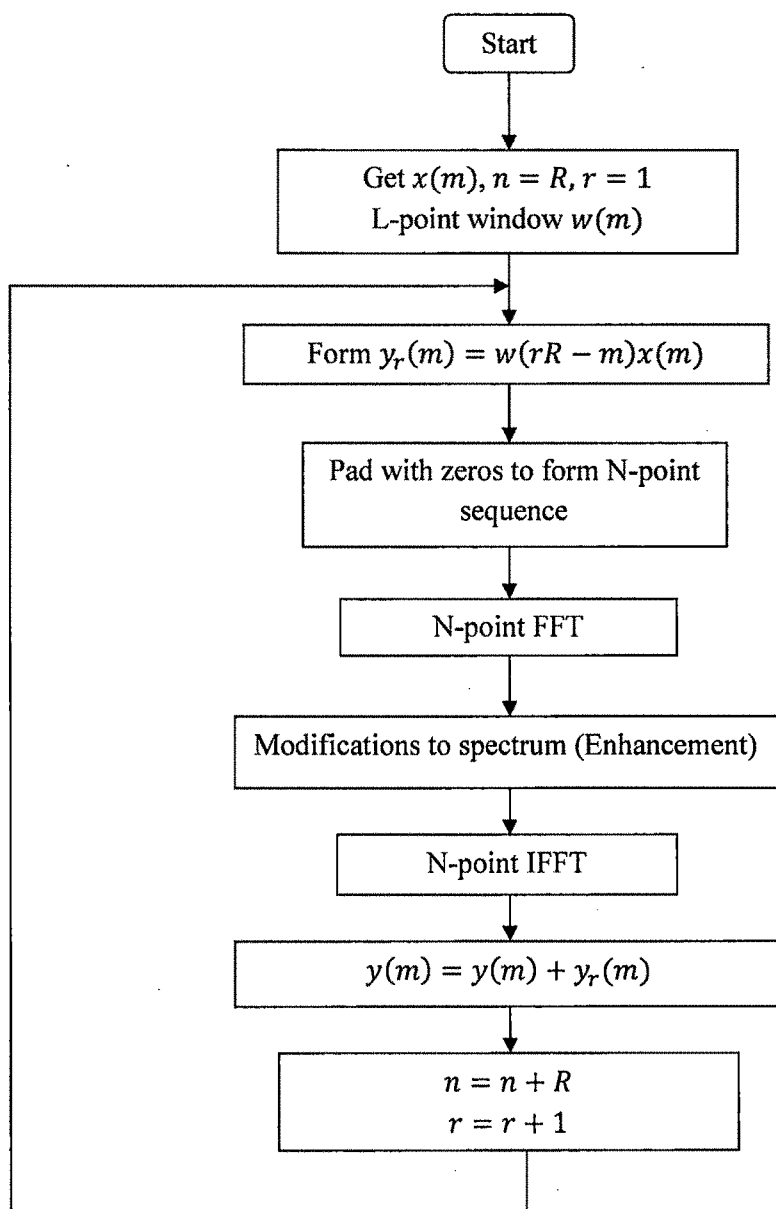 Start
Get x(m), n = R, r = 1
L-point window w(m)
Form y_r(m) = w(rR − m)x(m)
Pad with zeros to form N-point
sequence
N-point FFT
Modifications to spectrum (Enhancement)
N-point IFFT
y(m) = y(m) + y_r(m)
n = n + R
r = r + 1